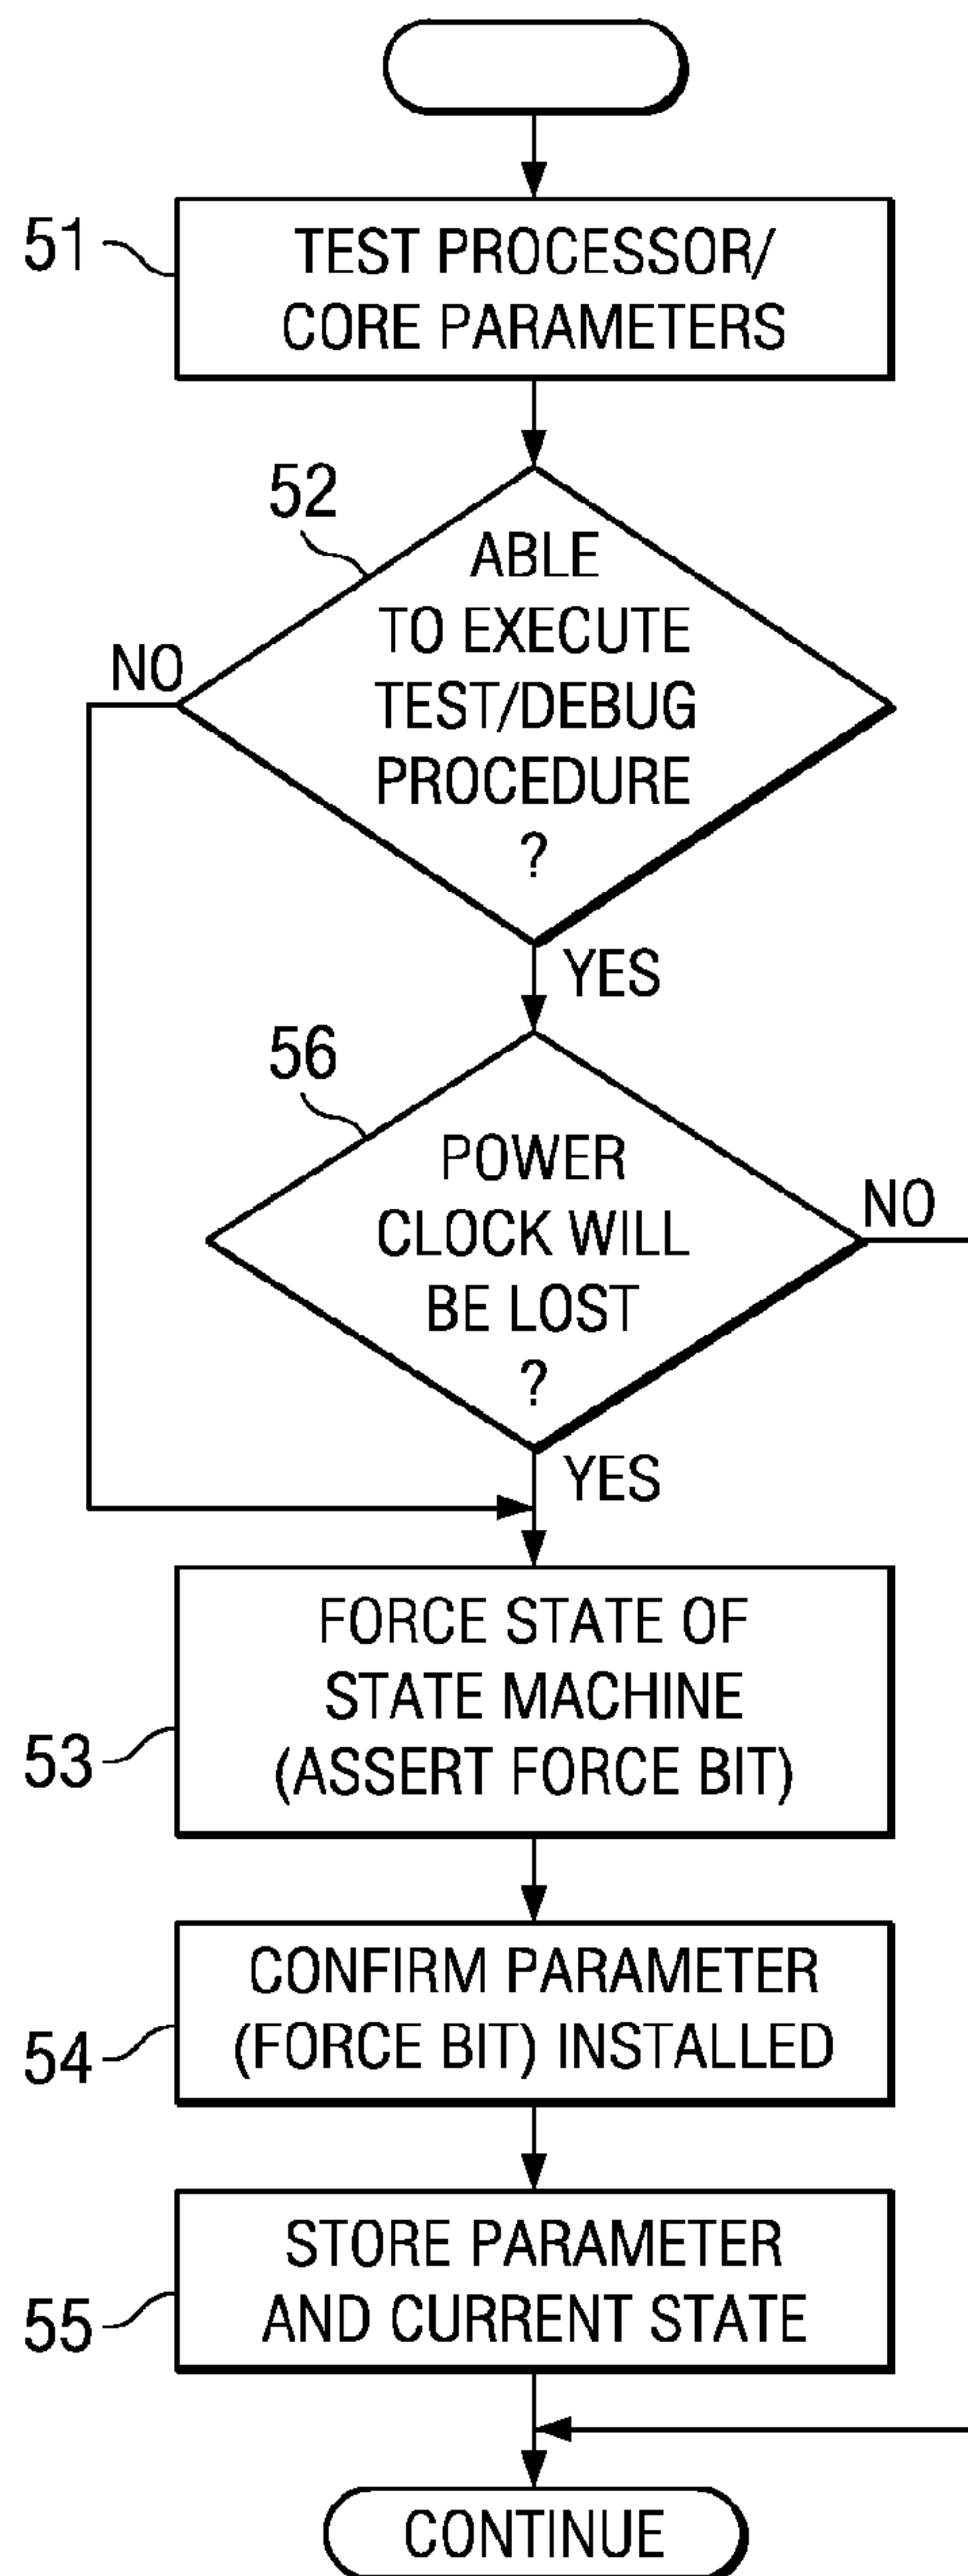 51
TEST PROCESSOR/
CORE PARAMETERS
52
ABLE
TO EXECUTE
TEST/DEBUG
PROCEDURE
?
NO
YES
56
POWER
CLOCK WILL
BE LOST
?
NO
YES
53
FORCE STATE OF
STATE MACHINE
(ASSERT FORCE BIT)
54
CONFIRM PARAMETER
(FORCE BIT) INSTALLED
55
STORE PARAMETER
AND CURRENT STATE
CONTINUE